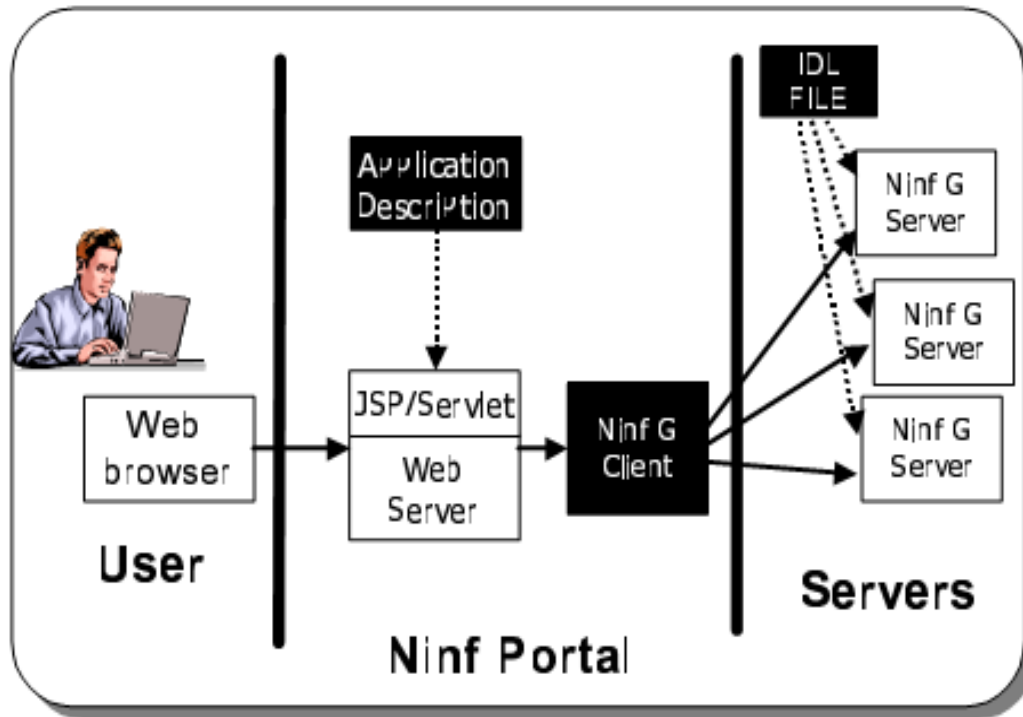 IDL
FILE
Application
Description
Ninf G
Server
Ninf G
Server
JSP/Servlet
Web
Server
Ninf G
Client
Ninf G
Server
Web
browser
User
Servers
Ninf Portal